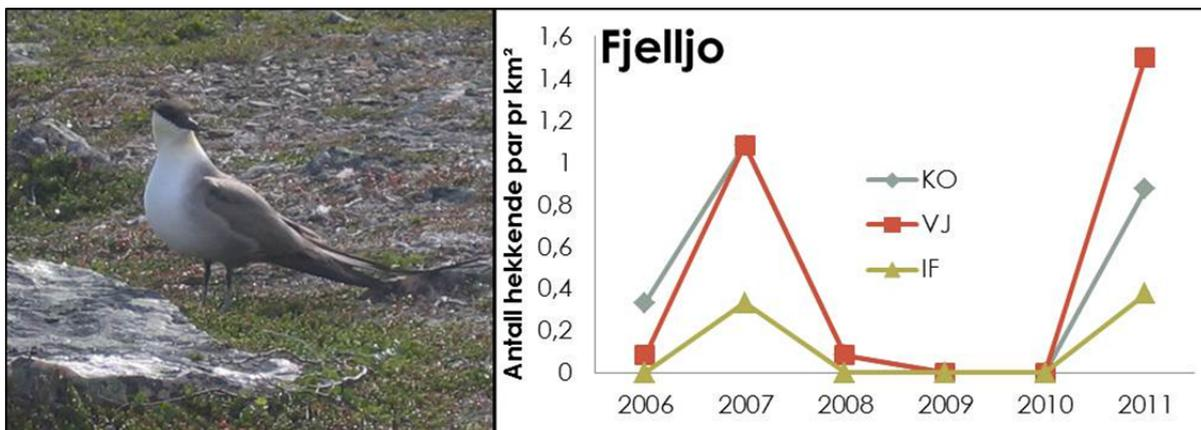 Fjelljo
Antall hekkende par pr km²
1,6
1,4
1,2
1
0,8
0,6
0,4
0,2
0
KO
VJ
IF
2006 2007 2008 2009 2010 2011